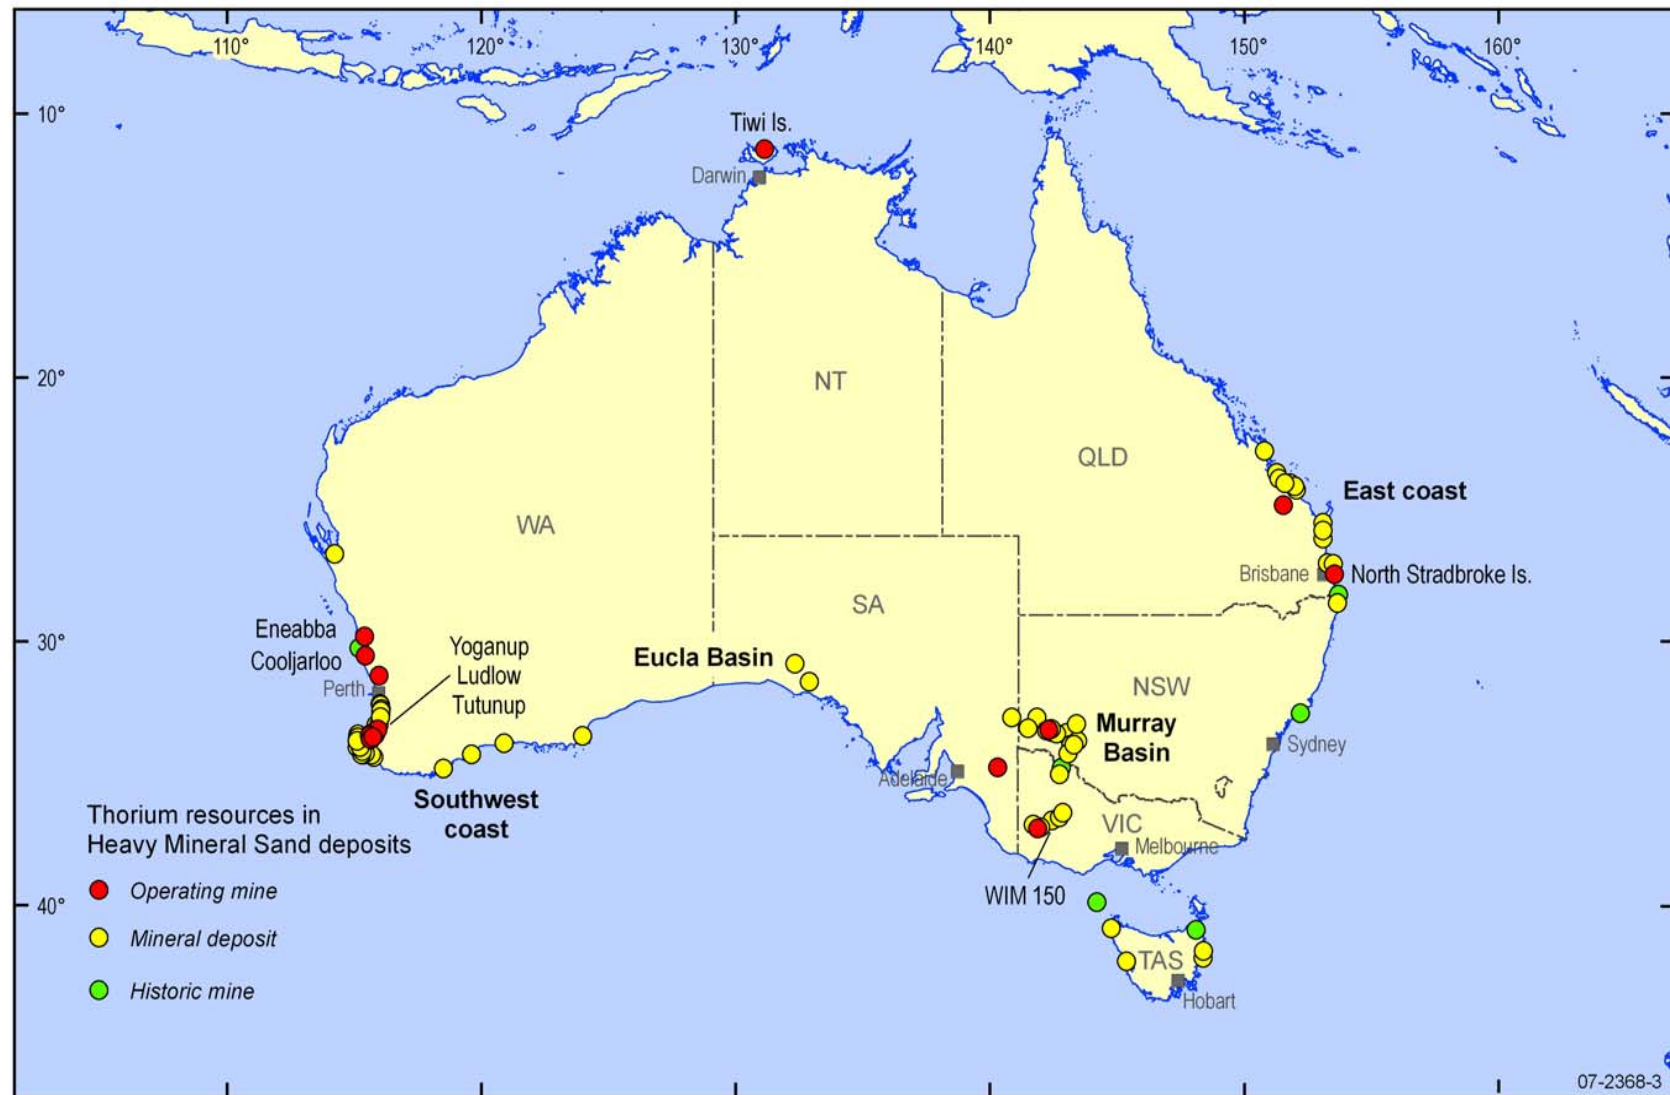 110°
120°
130°
140°
150°
160°
10°
Tiwi Is.
Darwin
20°
NT
QLD
East coast
WA
Brisbane
North Stradbroke Is.
SA
Eneabba
30°
Cooljarloo
Yoganup
Ludlow
Tutunup
Eucla Basin
Perth
NSW
Murray
Basin
Sydney
Adelaide
Southwest
coast
VIC
Melbourne
WIM 150
40°
TAS
Hobart
Thorium resources in
Heavy Mineral Sand deposits
Operating mine
Mineral deposit
Historic mine
07-2368-3